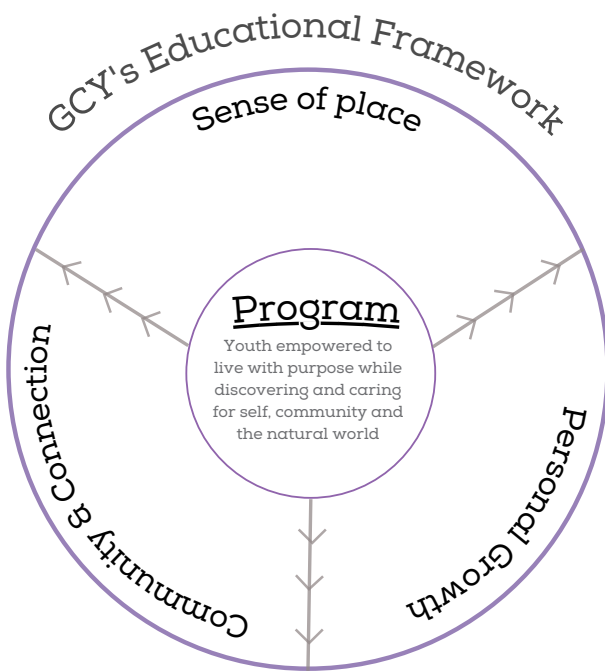 GCY's Educational Framework
Sense of place
Program
Youth empowered to
live with purpose while
discovering and caring
for self, community and
the natural world
Community & Connection
Personal Growth